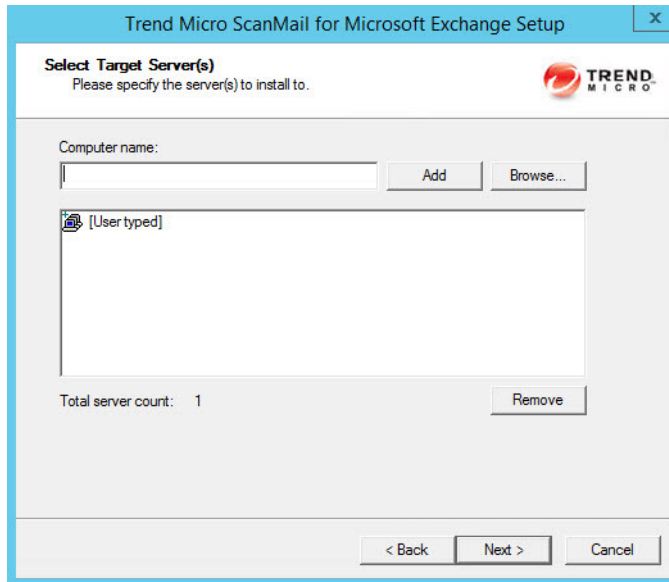 Trend Micro ScanMail for Microsoft Exchange Setup
x
Select Target Server(s)
Please specify the server(s) to install to.
TREND
MICRO
Computer name:
Add
Browse...
[User typed]
Total server count: 1
Remove
< Back
Next >
Cancel